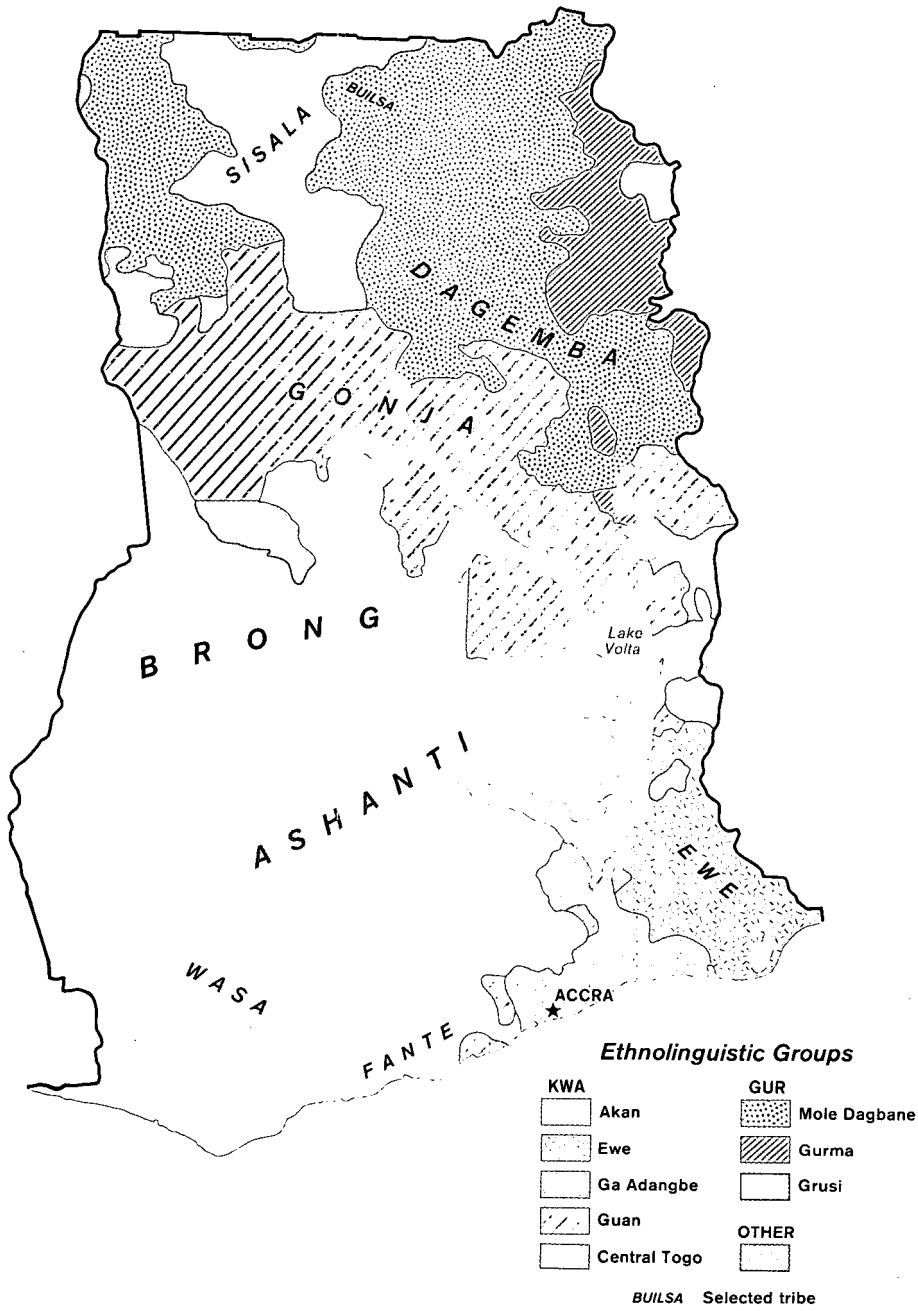 BUILSA
SISALA
DAGEMBA
GONJA
BRONG
Lake
Volta
ASHANTI
EWE
WASA
ACCRA
FANTE
Ethnolinguistic Groups
KWA
Akan
Ewe
Ga Adangbe
Guan
Central Togo
GUR
Mole Dagbane
Gurma
Grusi
OTHER
BUILSA Selected tribe